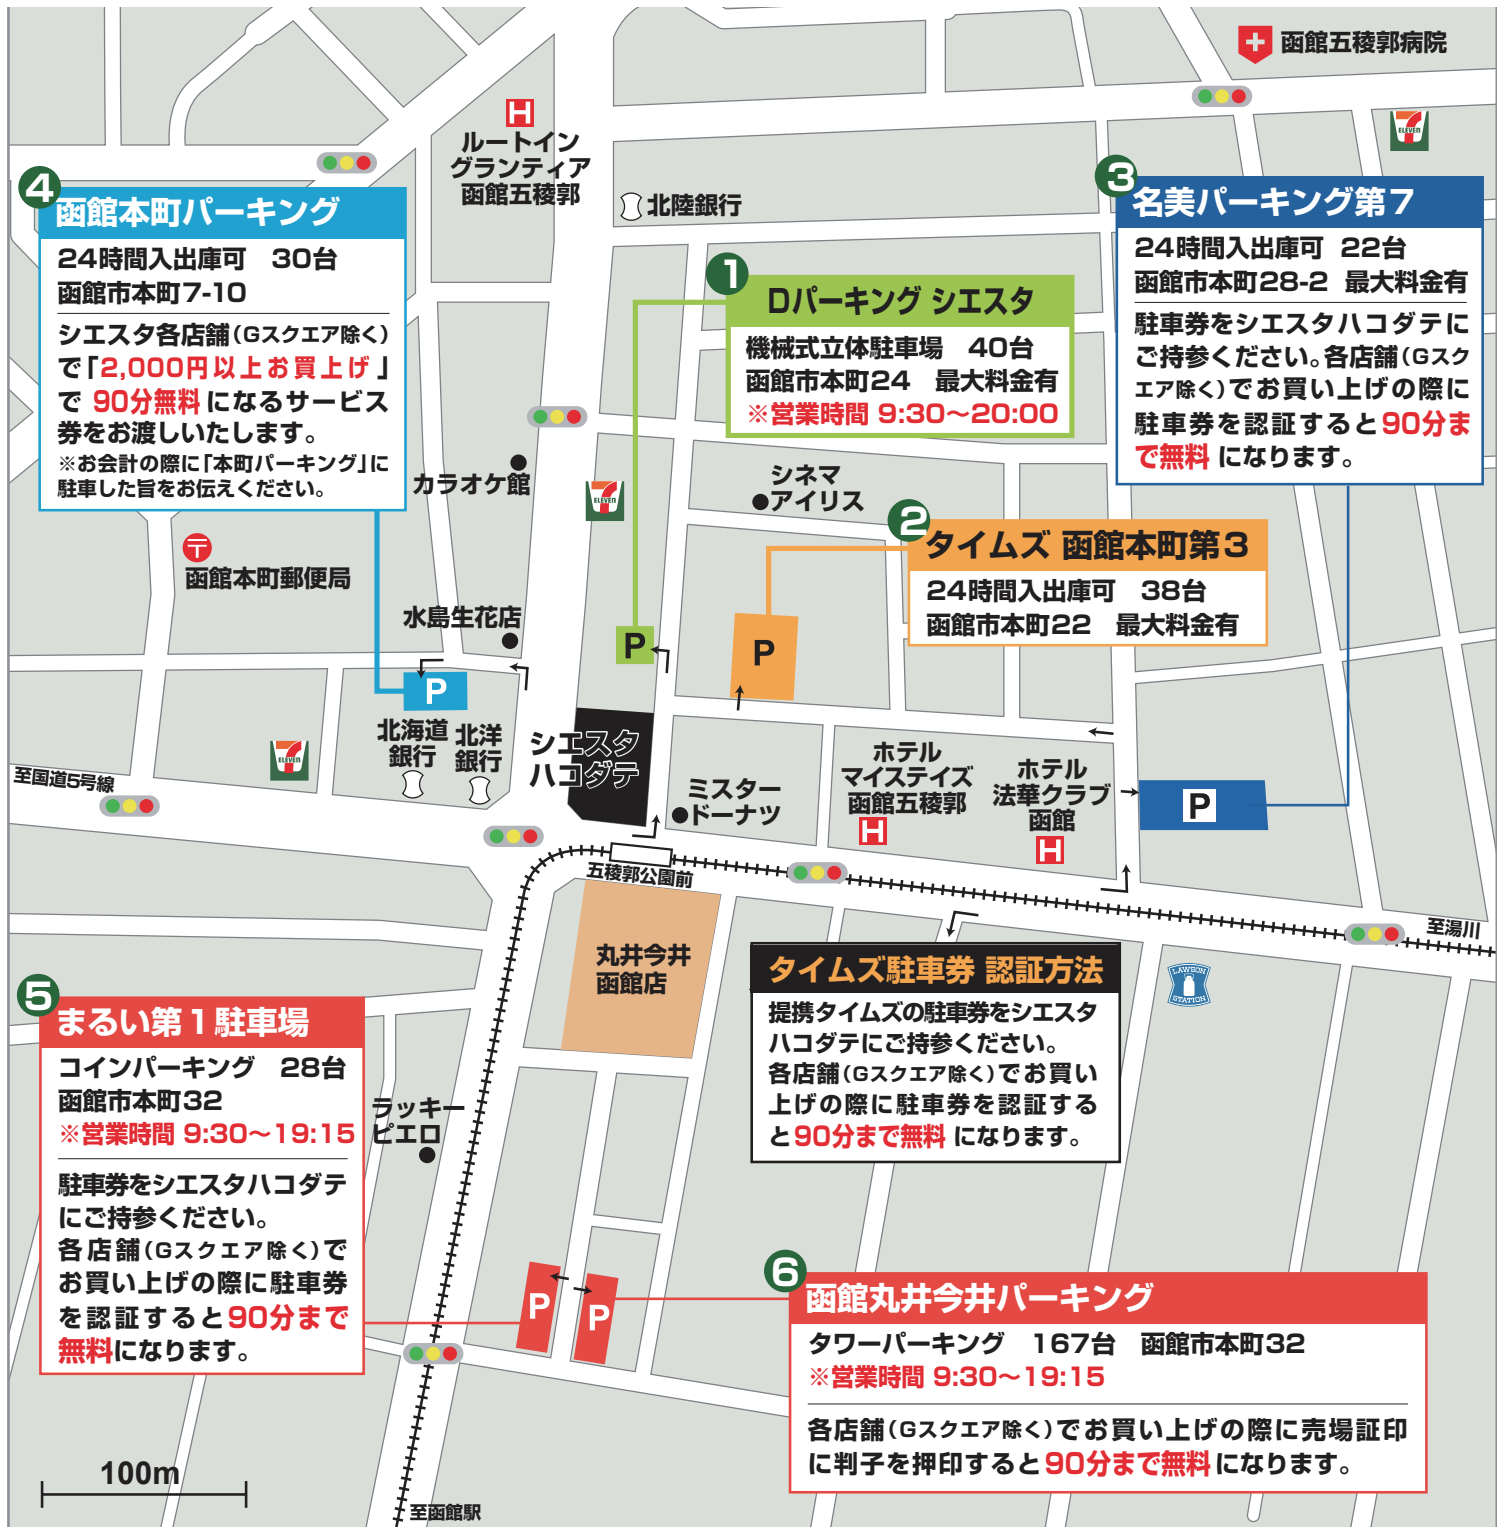 函館五稜郭病院
ELEVEN
H
ルートイン
グランティア
函館五稜郭
北陸銀行
4
函館本町パーキング
24時間入出庫可 30台
函館市本町7-10
シエスタ各店舗(Gスクエア除く)
で「2,000円以上お買上げ」
で 90分無料 になるサービス
券をお渡しいたします。
※お会計の際に「本町パーキング」に
駐車した旨をお伝えください。
3
名美パーキング第7
24時間入出庫可 22台
函館市本町28-2 最大料金有
駐車券をシエスタハコダテに
ご持参ください。各店舗(Gスク
エア除く)でお買い上げの際に
駐車券を認証すると90分ま
で無料 になります。
1
Dパーキング シエスタ
機械式立体駐車場 40台
函館市本町24 最大料金有
※営業時間 9:30〜20:00
カラオケ館
ELEVEN
シネマ
アイリス
2
タイムズ 函館本町第3
24時間入出庫可 38台
函館市本町22 最大料金有
〒
函館本町郵便局
水島生花店
P
P
P
北海道
銀行
北洋
銀行
シエスタ
ハコダテ
ELEVEN
至国道5号線
ミスター
ドーナツ
ホテル
マイステイズ
函館五稜郭
H
ホテル
法華クラブ
函館
H
P
五稜郭公園前
至湯川
丸井今井
函館店
LAWSON
STATION
タイムズ駐車券 認証方法
提携タイムズの駐車券をシエスタ
ハコダテにご持参ください。
各店舗(Gスクエア除く)でお買い
上げの際に駐車券を認証する
と90分まで無料 になります。
5
まるい第1駐車場
コインパーキング 28台
函館市本町32
※営業時間 9:30〜19:15
駐車券をシエスタハコダテ
にご持参ください。
各店舗(Gスクエア除く)で
お買い上げの際に駐車券
を認証すると90分まで
無料になります。
ラッキー
ピエロ
P
P
6
函館丸井今井パーキング
タワーパーキング 167台 函館市本町32
※営業時間 9:30〜19:15
各店舗(Gスクエア除く)でお買い上げの際に売場証印
に判子を押印すると90分まで無料になります。
100m
至函館駅